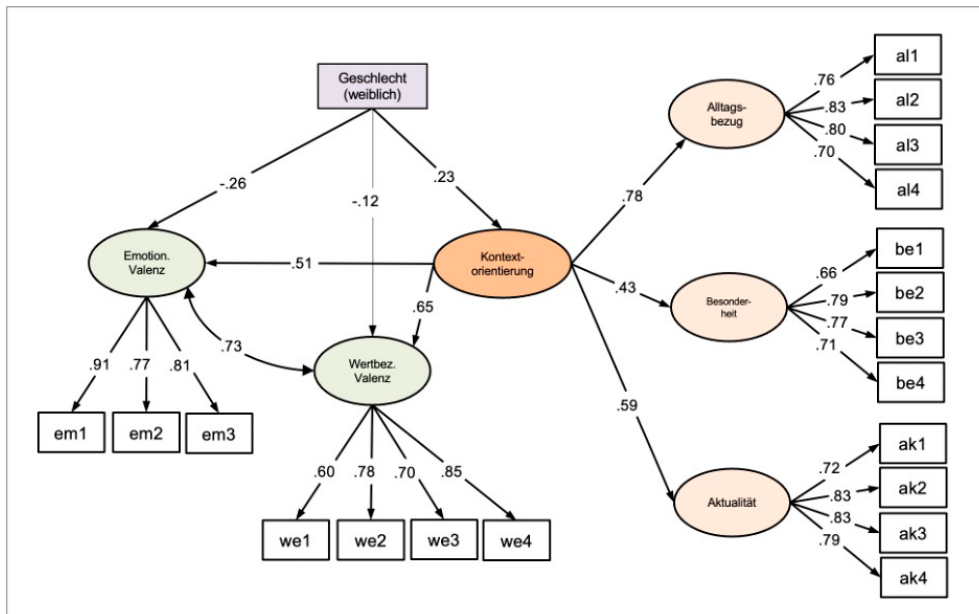 Geschlecht
(weiblich)
-.26
-.12
.23
Emotion.
Valenz
.51
Kontext-
orientierung
.65
.73
Wertbez.
Valenz
.91
.77
.81
em1
em2
em3
.60
.78
.70
.85
we1
we2
we3
we4
.78
.43
.59
Alltags-
bezug
.76
.83
.80
.70
al1
al2
al3
al4
Besonder-
heit
.66
.79
.77
.71
be1
be2
be3
be4
Aktualität
.72
.83
.83
.79
ak1
ak2
ak3
ak4